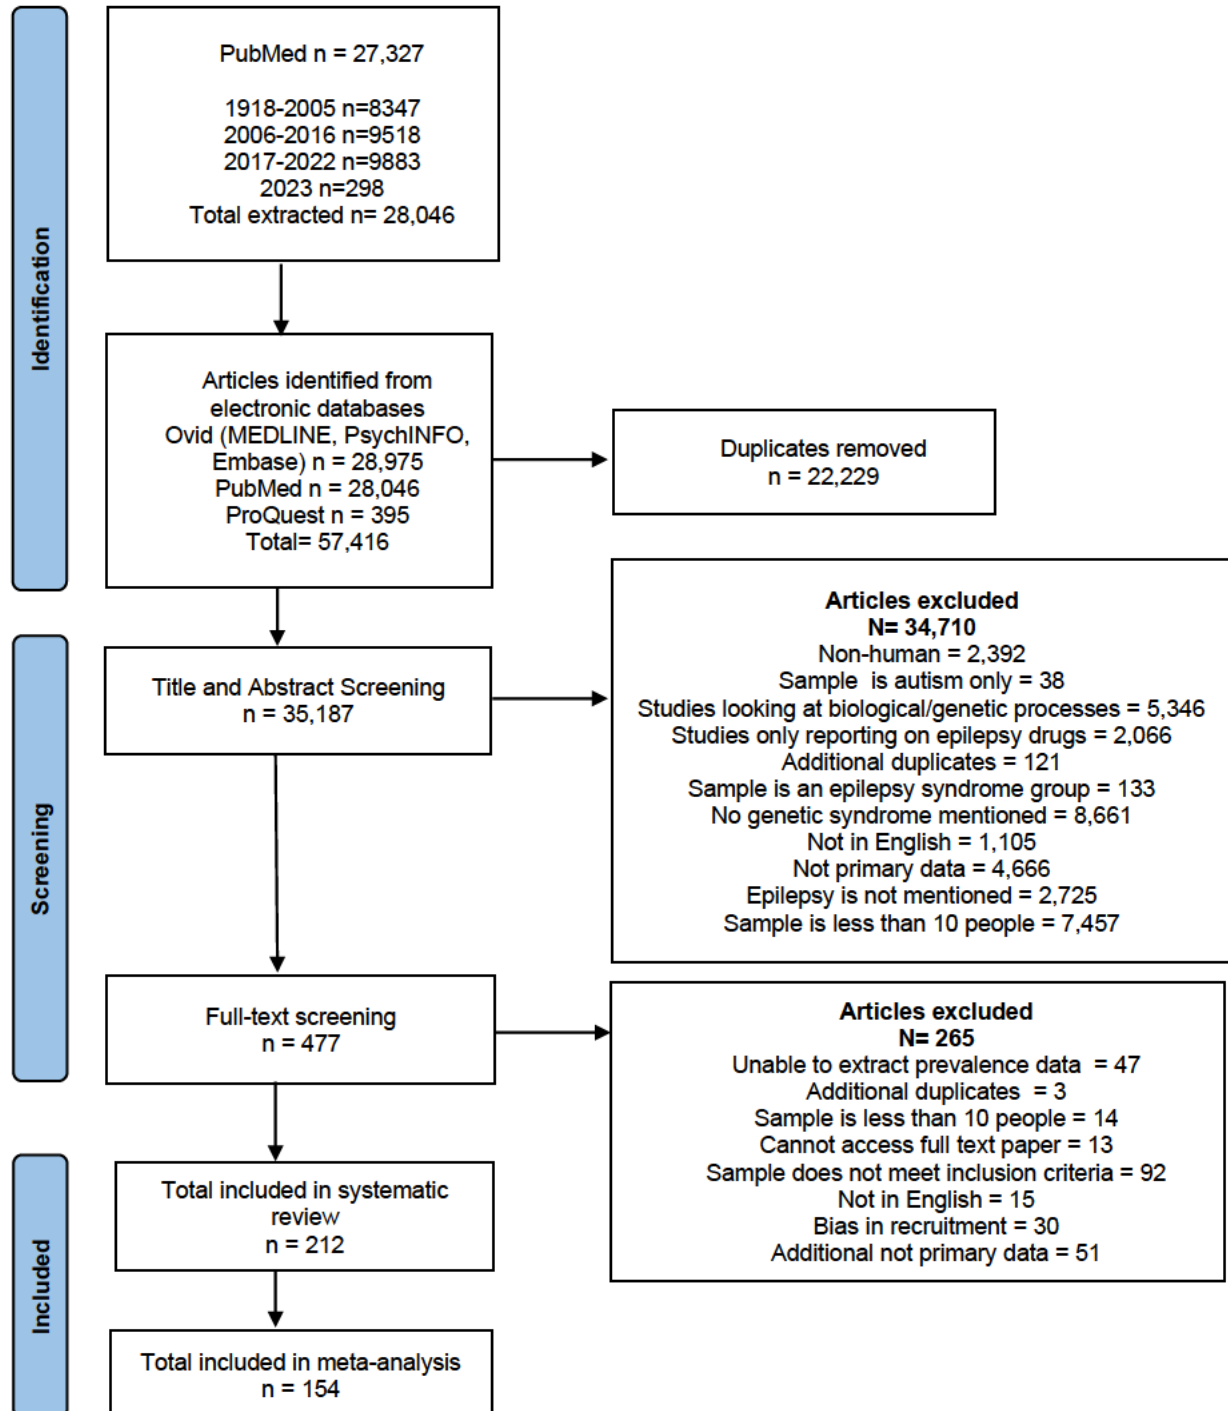 Identification
PubMed n = 27,327
1918-2005 n=8347
2006-2016 n=9518
2017-2022 n=9883
2023 n=298
Total extracted n= 28,046
Articles identified from
electronic databases
Ovid (MEDLINE, PsychINFO,
Embase) n = 28,975
PubMed n = 28,046
ProQuest n = 395
Total= 57,416
Duplicates removed
n = 22,229
Screening
Title and Abstract Screening
n = 35,187
Articles excluded
N= 34,710
Non-human = 2,392
Sample is autism only = 38
Studies looking at biological/genetic processes = 5,346
Studies only reporting on epilepsy drugs = 2,066
Additional duplicates = 121
Sample is an epilepsy syndrome group = 133
No genetic syndrome mentioned = 8,661
Not in English = 1,105
Not primary data = 4,666
Epilepsy is not mentioned = 2,725
Sample is less than 10 people = 7,457
Full-text screening
n = 477
Articles excluded
N= 265
Unable to extract prevalence data = 47
Additional duplicates = 3
Sample is less than 10 people = 14
Cannot access full text paper = 13
Sample does not meet inclusion criteria = 92
Not in English = 15
Bias in recruitment = 30
Additional not primary data = 51
Included
Total included in systematic
review
n = 212
Total included in meta-analysis
n = 154